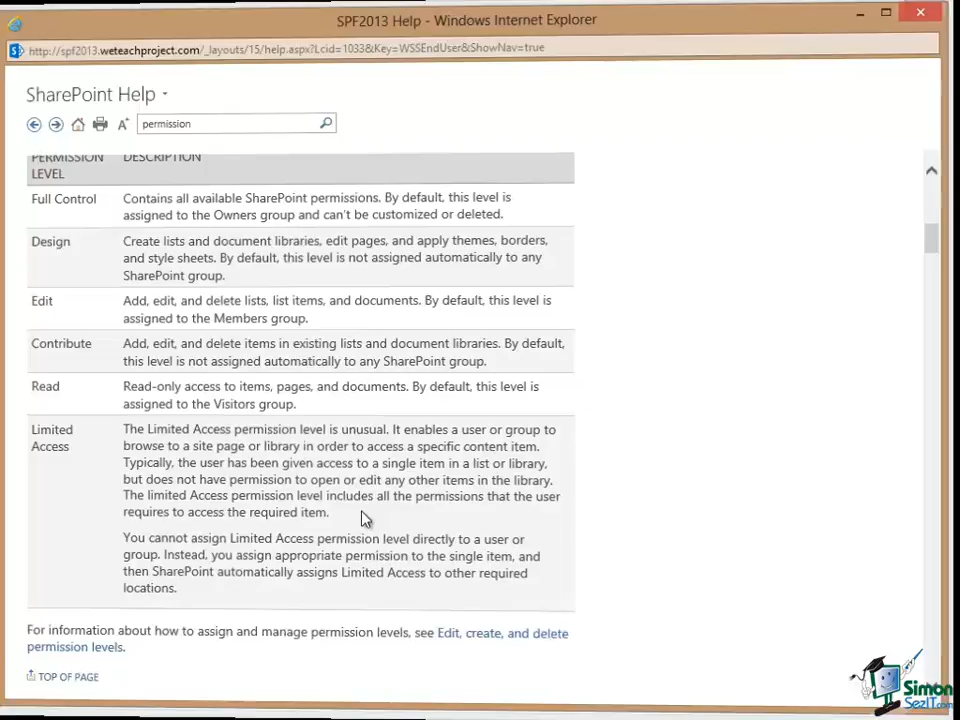 SPF2013 Help - Windows Internet Explorer
http://spf2013.weteachproject.com/_layouts/15/help.aspx?Lcid=1033&Key=WSSEndUser&ShowNav=true
SharePoint Help
permission
PERMISSION LEVEL DESCRIPTION
Full Control Contains all available SharePoint permissions. By default, this level is
assigned to the Owners group and can't be customized or deleted.
Design Create lists and document libraries, edit pages, and apply themes, borders,
and style sheets. By default, this level is not assigned automatically to any
SharePoint group.
Edit Add, edit, and delete lists, list items, and documents. By default, this level is
assigned to the Members group.
Contribute Add, edit, and delete items in existing lists and document libraries. By default,
this level is not assigned automatically to any SharePoint group.
Read Read-only access to items, pages, and documents. By default, this level is
assigned to the Visitors group.
Limited Access The Limited Access permission level is unusual. It enables a user or group to
browse to a site page or library in order to access a specific content item.
Typically, the user has been given access to a single item in a list or library,
but does not have permission to open or edit any other items in the library.
The limited Access permission level includes all the permissions that the user
requires to access the required item.
You cannot assign Limited Access permission level directly to a user or
group. Instead, you assign appropriate permission to the single item, and
then SharePoint automatically assigns Limited Access to other required
locations.
For information about how to assign and manage permission levels, see Edit, create, and delete
permission levels.
TOP OF PAGE
Simon
SezIT.com